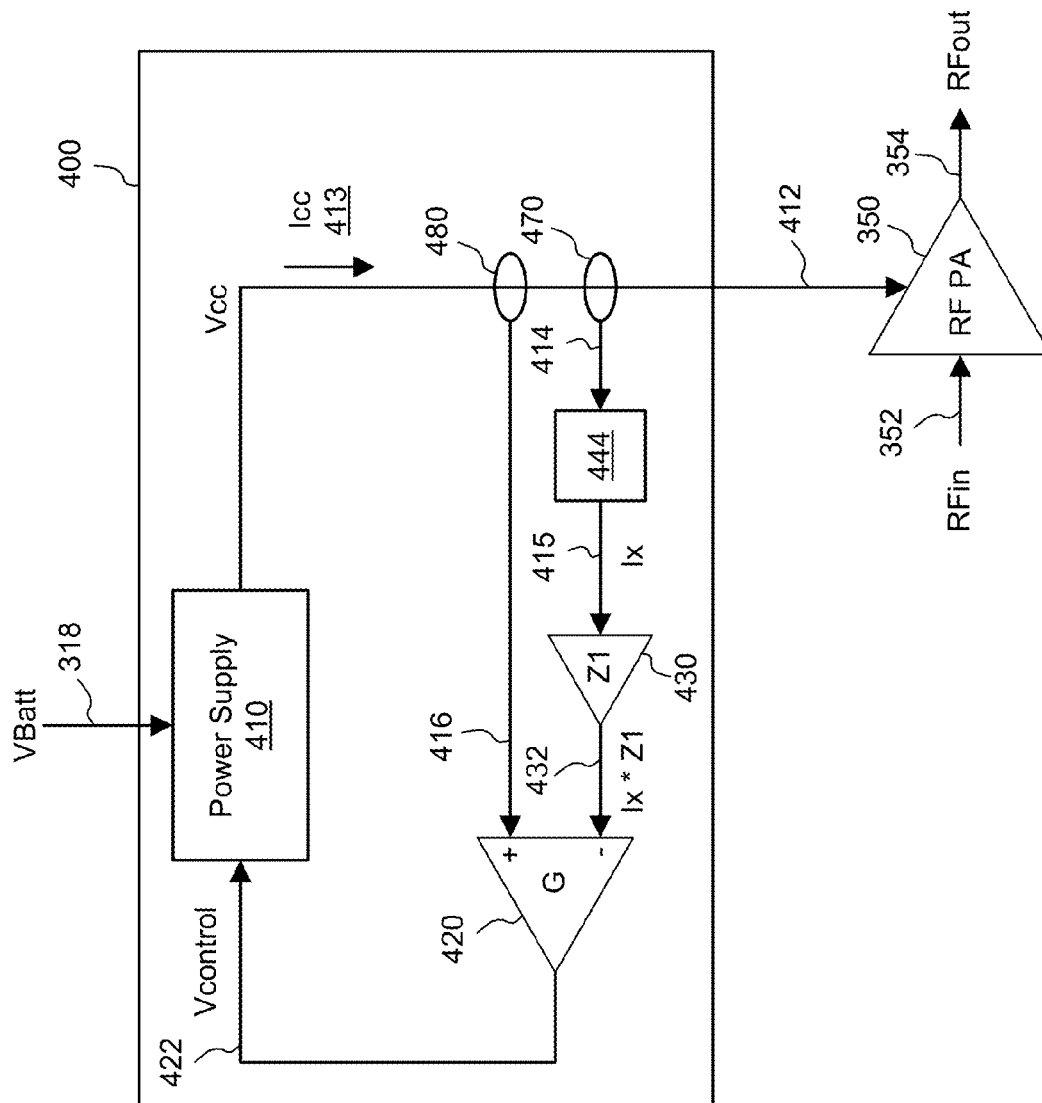 VBatt
318
400
Power Supply
410
Vcontrol
422
Vcc
Icc
413
480
470
416
414
444
415
Ix
Z1
430
432
Ix * Z1
+
-
G
420
412
RFin
352
RF PA
350
354
RFout